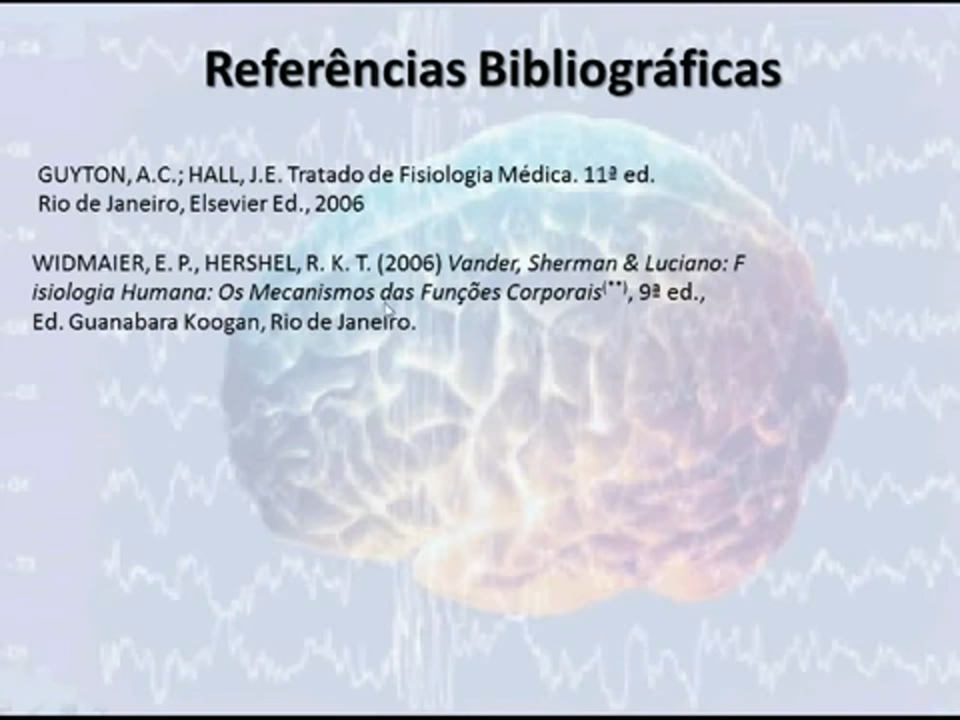 Referências Bibliográficas
GUYTON, A.C.; HALL, J.E. Tratado de Fisiologia Médica. 11ª ed.
Rio de Janeiro, Elsevier Ed., 2006
WIDMAIER, E. P., HERSHEL, R. K. T. (2006) Vander, Sherman & Luciano: F
isiologia Humana: Os Mecanismos das Funções Corporais(**), 9ª ed.,
Ed. Guanabara Koogan, Rio de Janeiro.